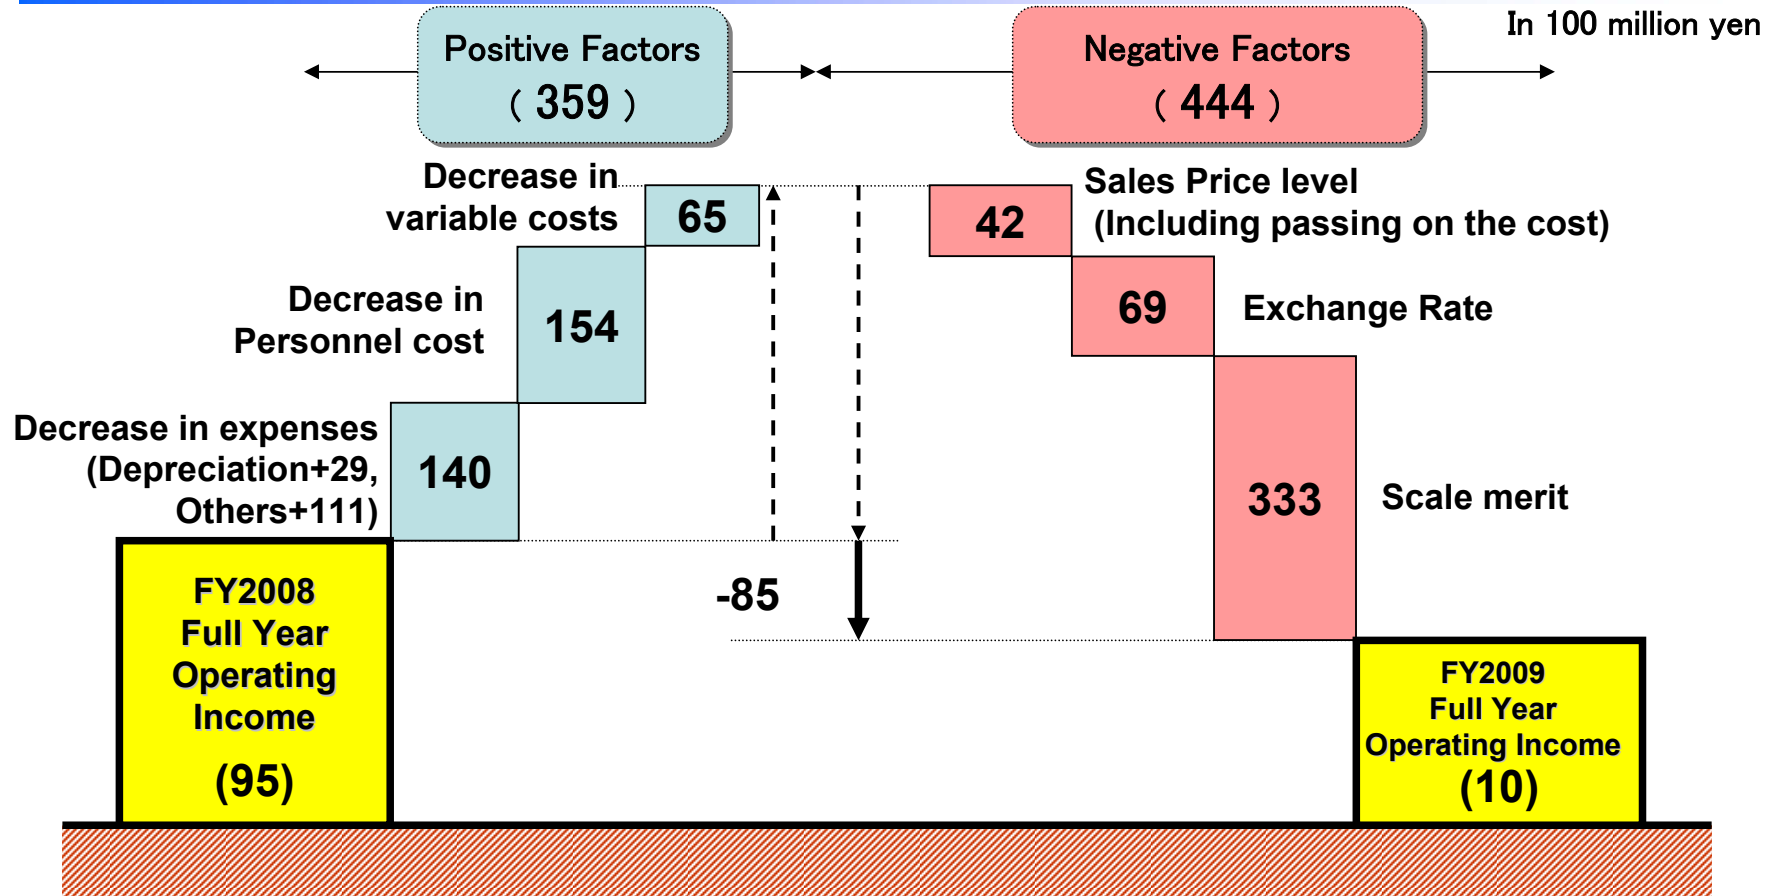 In 100 million yen
Positive Factors
( 359 )
Negative Factors
( 444 )
Decrease in
variable costs
65
42
Sales Price level
(Including passing on the cost)
Decrease in
Personnel cost
154
69
Exchange Rate
Decrease in expenses
(Depreciation+29,
Others+111)
140
333
Scale merit
-85
FY2008
Full Year
Operating
Income
(95)
FY2009
Full Year
Operating Income
(10)